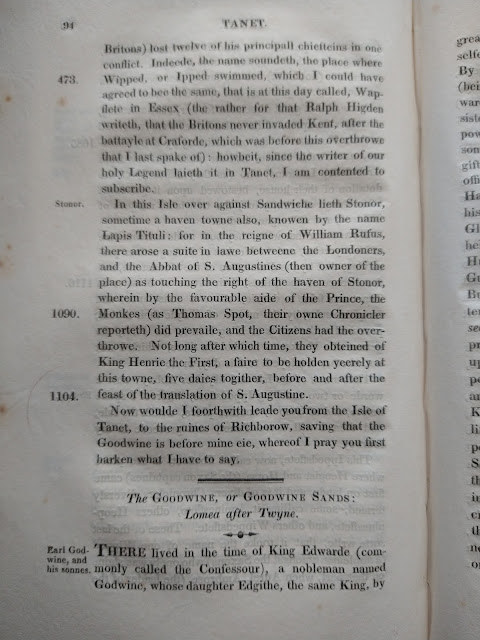 94 TANET.
Britons) lost twelve of his principall chiefteins in one
conflict. Indeede, the name soundeth, the place where
473. Wipped, or Ipped swimmed, which I could have
agreed to bee the same, that is at this day called, Wap-
flete in Essex (the rather for that Ralph Higden
writeth, that the Britons never invaded Kent, after the
battayle at Craforde, which was before this overthrowe
that I last spake of): howbeit, since the writer of our
holy Legend laieth it in Tanet, I am contented to
subscribe.
Stonor. In this Isle over against Sandwiche lieth Stonor,
sometime a haven towne also, knowen by the name
Lapis Tituli: for in the reigne of William Rufus,
there arose a suite in lawe betweene the Londoners,
and the Abbat of S. Augustines (then owner of the
place) as touching the right of the haven of Stonor,
wherein by the favourable aide of the Prince, the
1090. Monkes (as Thomas Spot, their owne Chronicler
reporteth) did prevaile, and the Citizens had the over-
throwe. Not long after which time, they obteined of
King Henrie the First, a faire to be holden yeerely at
this towne, five daies togither, before and after the
1104. feast of the translation of S. Augustine.
Now woulde I foorthwith leade you from the Isle of
Tanet, to the ruines of Richborow, saving that the
Goodwine is before mine eie, whereof I pray you first
harken what I have to say.
The GOODWINE, or GOODWINE SANDS:
Lomea after Twyne.
Earl God-
wine, and
his sonnes.
THERE lived in the time of King Edwarde (com-
monly called the Confessour), a nobleman named
Godwine, whose daughter Edgithe, the same King, by